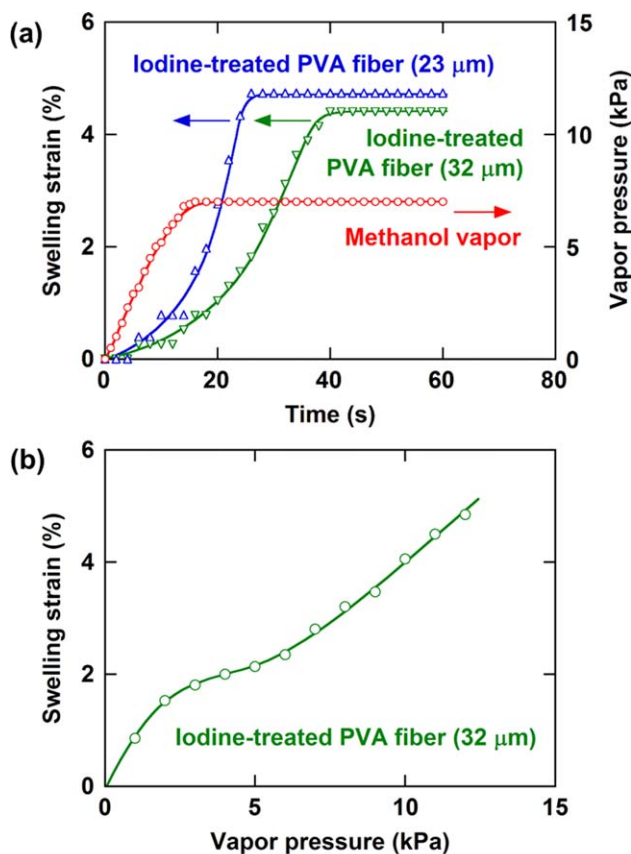 (a)
6
4
2
0
Swelling strain (%)
15
10
5
0
Vapor pressure (kPa)
Iodine-treated PVA fiber (23 μm)
Iodine-treated
PVA fiber (32 μm)
Methanol vapor
0
20
40
60
80
Time (s)
(b)
6
4
2
0
Swelling strain (%)
Iodine-treated PVA fiber (32 μm)
0
5
10
15
Vapor pressure (kPa)